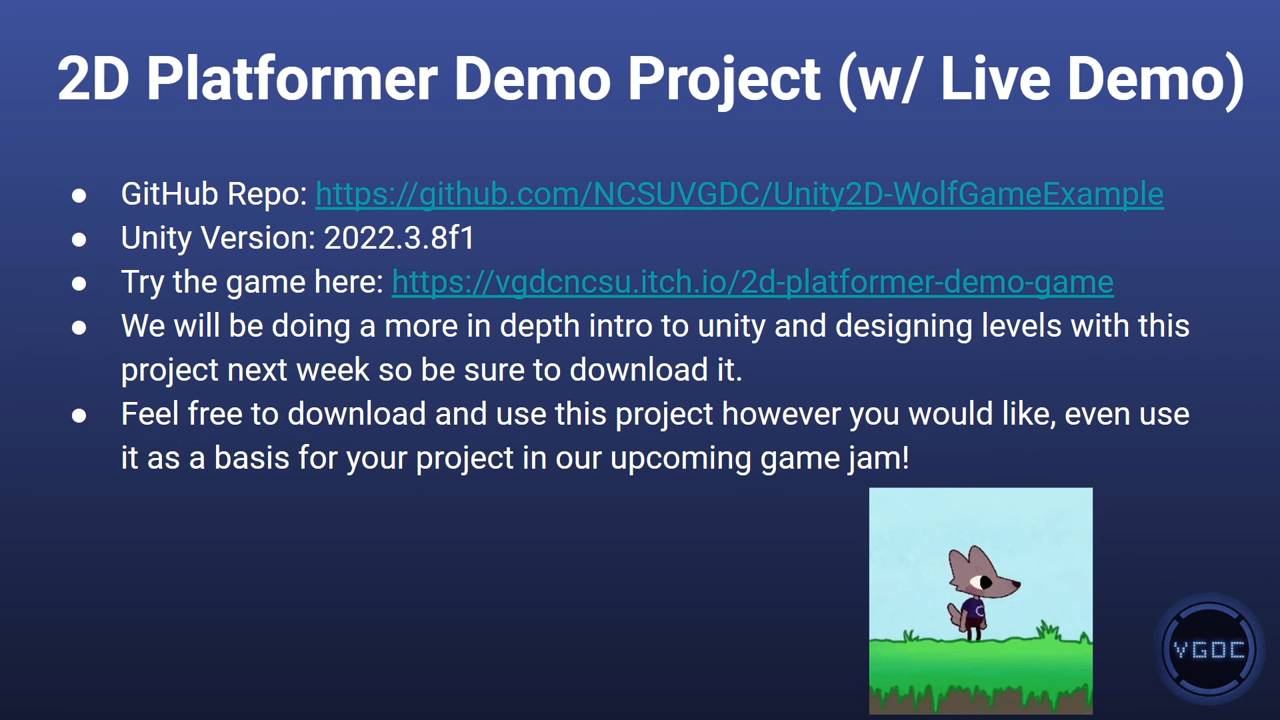 2D Platformer Demo Project (w/ Live Demo)
● GitHub Repo: https://github.com/NCSUVGDC/Unity2D-WolfGameExample
● Unity Version: 2022.3.8f1
● Try the game here: https://vgdcncsu.itch.io/2d-platformer-demo-game
● We will be doing a more in depth intro to unity and designing levels with this
project next week so be sure to download it.
● Feel free to download and use this project however you would like, even use
it as a basis for your project in our upcoming game jam!
VGDC